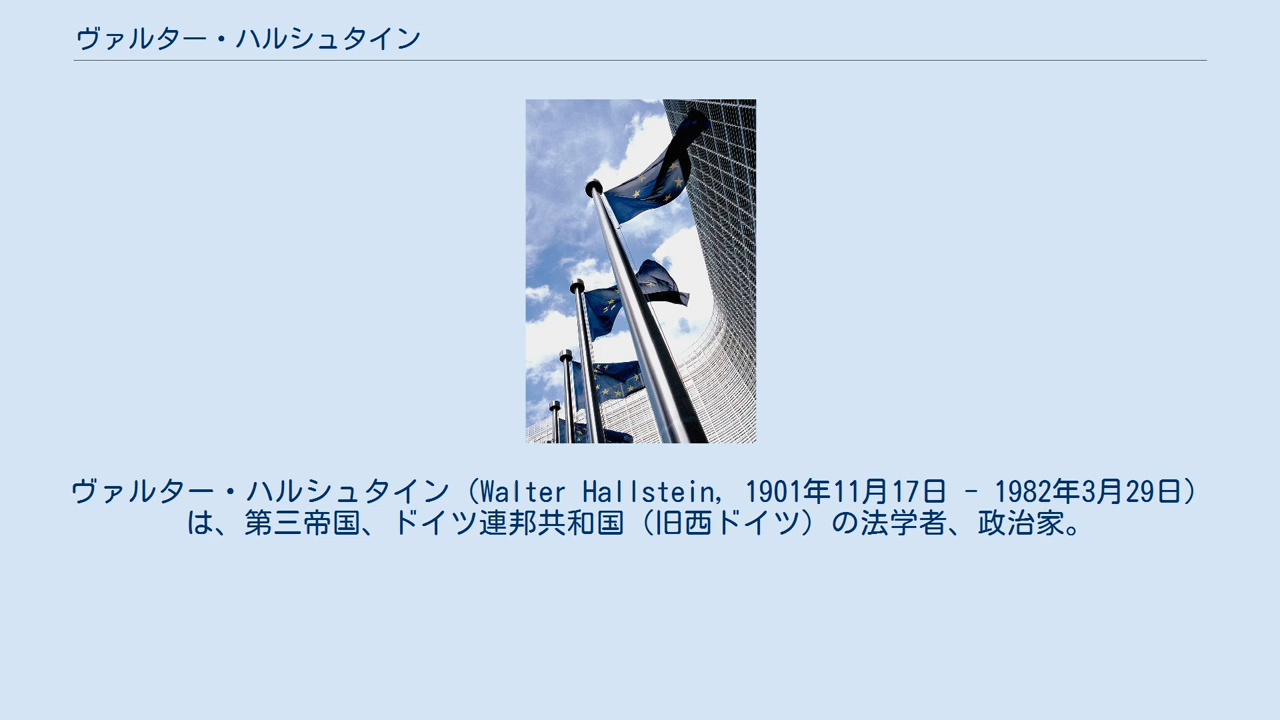 ヴァルター・ハルシュタイン
ヴァルター・ハルシュタイン（Walter Hallstein, 1901年11月17日 - 1982年3月29日）
は、第三帝国、ドイツ連邦共和国（旧西ドイツ）の法学者、政治家。